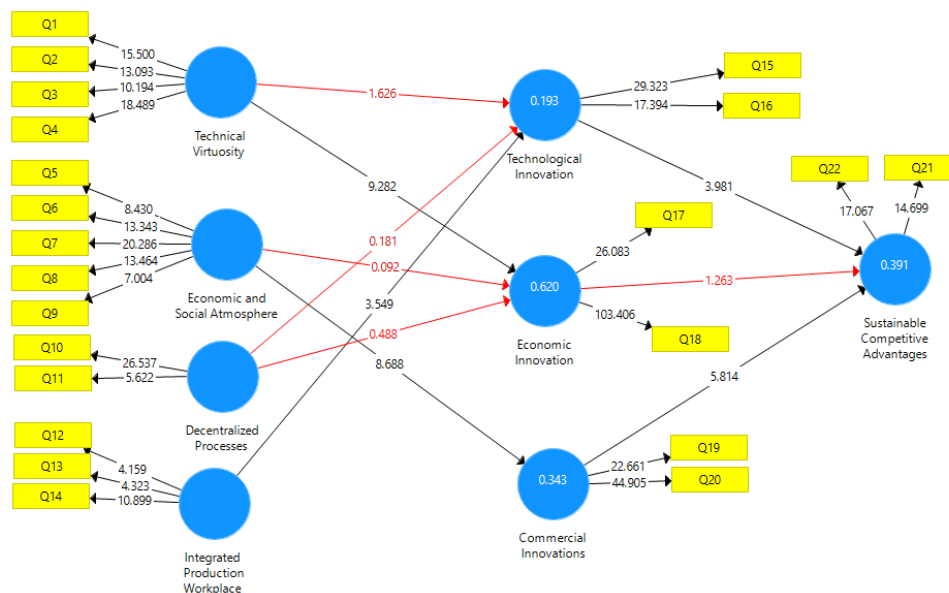 Q1
Q2
Q3
Q4
15.500
13.093
10.194
18.489
Technical
Virtuosity
Q5
Q6
Q7
Q8
Q9
8.430
13.343
20.286
13.464
7.004
Economic and
Social Atmosphere
Q10
Q11
26.537
5.622
Decentralized
Processes
Q12
Q13
Q14
4.159
4.323
10.899
Integrated
Production
Workplace
1.626
9.282
0.181
0.092
3.549
0.488
8.688
0.193
Technological
Innovation
29.323
17.394
Q15
Q16
0.620
Economic
Innovation
26.083
103.406
Q17
Q18
0.343
Commercial
Innovations
22.661
44.905
Q19
Q20
3.981
1.263
5.814
Q22
Q21
17.067
14.699
0.391
Sustainable
Competitive
Advantages